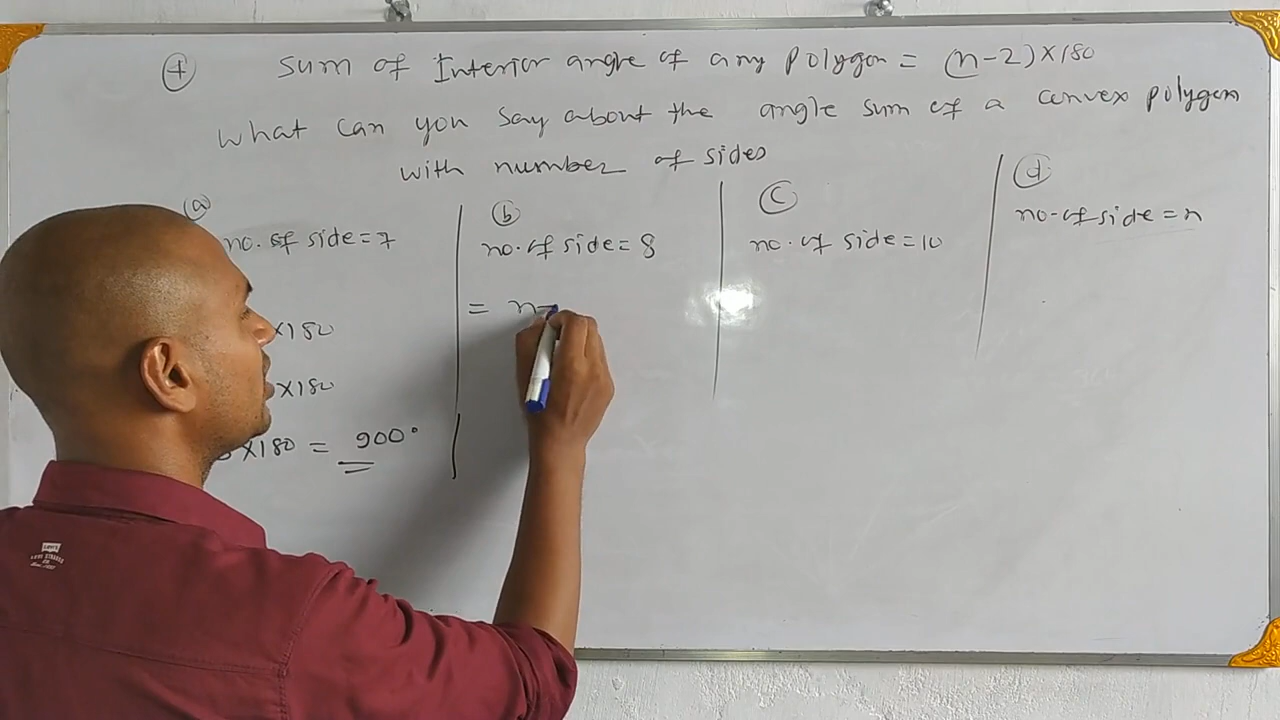 ④ Sum of Interior angle of any polygon = (n-2)×180
What can you say about the angle sum of a convex polygon
with number of sides
ⓐ
no. of side = 7
×180
×180
×180 = 900°
ⓑ
no. of side = 8
= n-
ⓒ
no. of side = 10
ⓓ
no. of side = n
Levi's